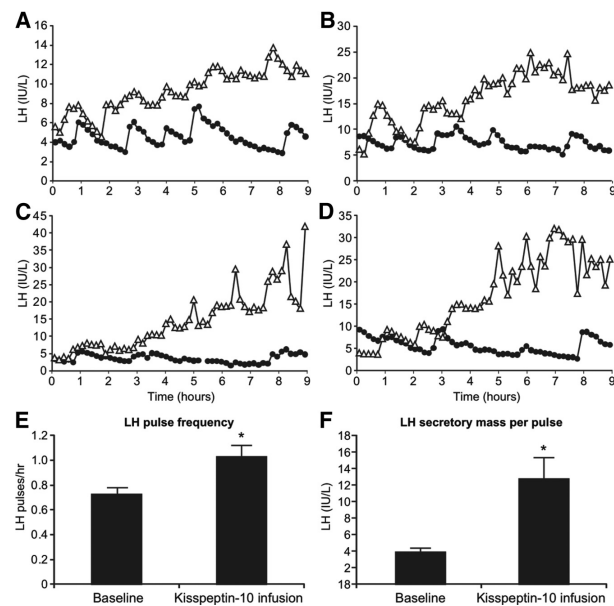 A
LH (IU/L)
16
14
12
10
8
6
4
2
0
0 1 2 3 4 5 6 7 8 9
B
LH (IU/L)
30
25
20
15
10
5
0
0 1 2 3 4 5 6 7 8 9
C
LH (IU/L)
45
40
35
30
25
20
15
10
5
0
0 1 2 3 4 5 6 7 8 9
Time (hours)
D
LH (IU/L)
35
30
25
20
15
10
5
0
0 1 2 3 4 5 6 7 8 9
Time (hours)
E
LH pulse frequency
LH pulses/hr
1.2
1.0
0.8
0.6
0.4
0.2
0
*
Baseline Kisspeptin-10 infusion
F
LH secretory mass per pulse
LH (IU/L)
18
16
14
12
10
8
6
4
18
*
Baseline Kisspeptin-10 infusion